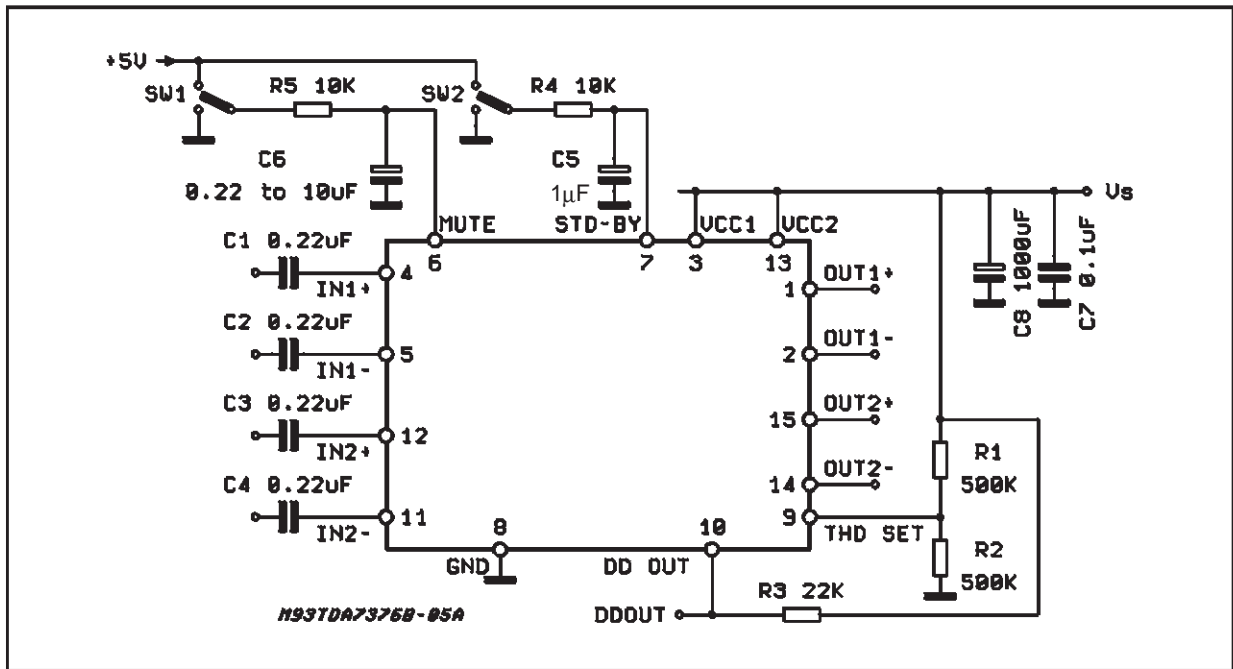 +5V
SW1
R5 10K
SW2
R4 10K
C6
0.22 to 10uF
C5
1µF
Vs
MUTE
STD-BY
VCC1
VCC2
6
7
3
13
C8 1000uF
C7 0.1uF
C1 0.22uF
4
IN1+
1
OUT1+
C2 0.22uF
5
IN1-
2
OUT1-
C3 0.22uF
12
IN2+
15
OUT2+
C4 0.22uF
11
IN2-
14
OUT2-
R1
500K
9
THD SET
8
GND
10
DD OUT
R2
500K
R3 22K
DDOUT
M93TDA7376B-05A